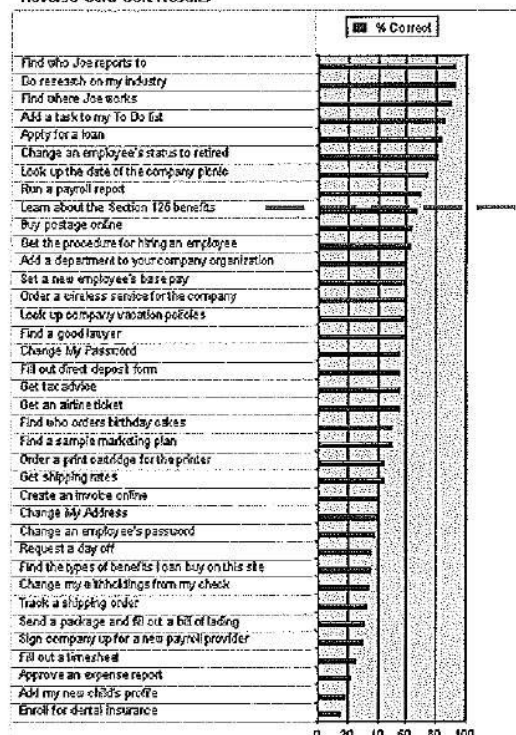 % Correct
Find who Joe reports to
Do research on my industry
Find where Joe works
Add a task to my To Do list
Apply for a loan
Change an employee's status to retired
Look up the date of the company picnic
Run a payroll report
Learn about the Section 125 benefits
Buy postage online
Get the procedure for hiring an employee
Add a department to your company organization
Set a new employee's base pay
Order a wireless service for the company
Look up company vacation policies
Find a good lawyer
Change My Password
Fill out direct deposit form
Get tax advice
Get an airline ticket
Find who orders birthday cakes
Find a sample marketing plan
Order a print cartridge for the printer
Get shipping rates
Create an invoice online
Change My Address
Change an employee's password
Request a day off
Find the types of benefits I can buy on this site
Change my withholdings from my check
Track a shipping order
Send a package and fill out a bill of lading
Sign company up for a new payroll provider
Fill out a timesheet
Approve an expense report
Add my new child's profile
Enroll for dental insurance
20 40 60 80 100